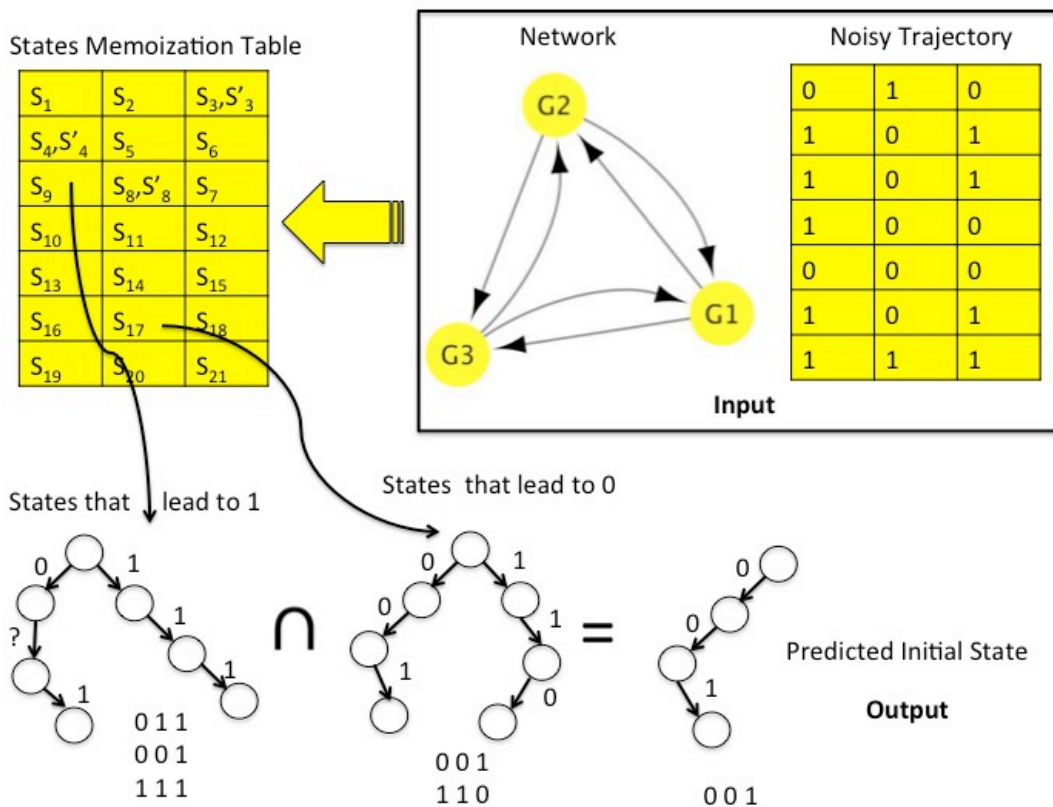 States Memoization Table
S1 S2 S3,S'3
S4,S'4 S5 S6
S9 S8,S'8 S7
S10 S11 S12
S13 S14 S15
S16 S17 S18
S19 S20 S21
Network
G2
G1
G3
Noisy Trajectory
0 1 0
1 0 1
1 0 1
1 0 0
0 0 0
1 0 1
1 1 1
Input
States that lead to 1
0 1
? 1
1 1
0 1 1
0 0 1
1 1 1
∩
States that lead to 0
0 1
0 1
1 0
0 0 1
1 1 0
=
0
0
1
0 0 1
Predicted Initial State
Output